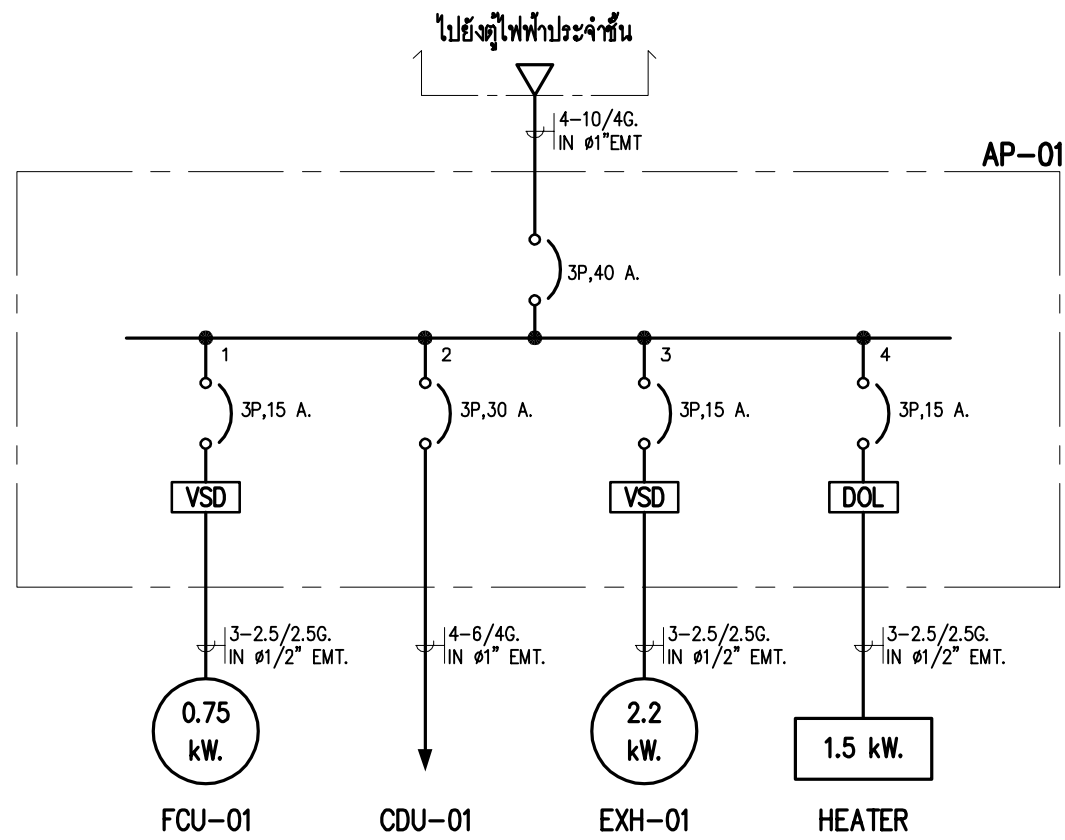 ไปยังตู้ไฟฟ้าประจำชั้น
4-10/4G.
IN ø1"EMT
AP-01
3P,40 A.
1
2
3
4
3P,15 A.
3P,30 A.
3P,15 A.
3P,15 A.
VSD
VSD
DOL
3-2.5/2.5G.
IN ø1/2" EMT.
4-6/4G.
IN ø1" EMT.
3-2.5/2.5G.
IN ø1/2" EMT.
3-2.5/2.5G.
IN ø1/2" EMT.
0.75
kW.
2.2
kW.
1.5 kW.
FCU-01
CDU-01
EXH-01
HEATER